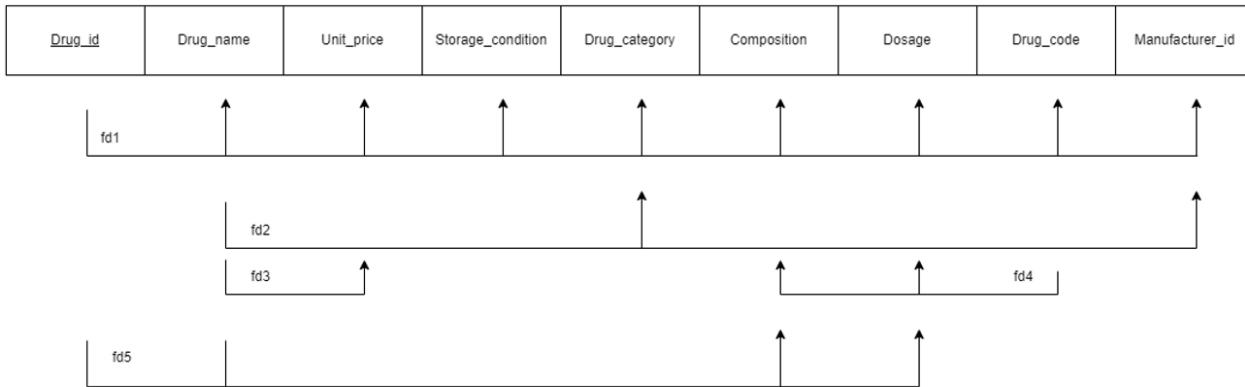 Drug_id Drug_name Unit_price Storage_condition Drug_category Composition Dosage Drug_code Manufacturer_id
fd1
fd2
fd3 fd4
fd5